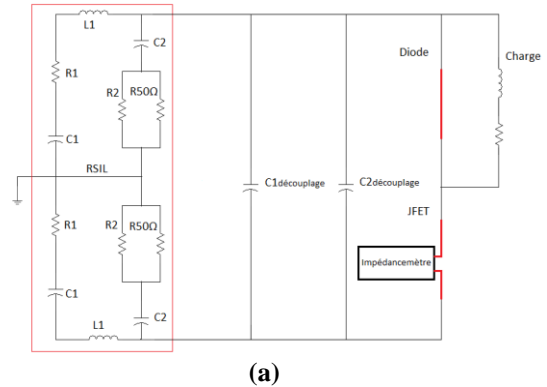 L1
C2
R1
R2
R50Ω
C1
RSIL
R1
R2
R50Ω
C1
C2
L1
C1découplage
C2découplage
Diode
Charge
JFET
Impédancemètre
(a)